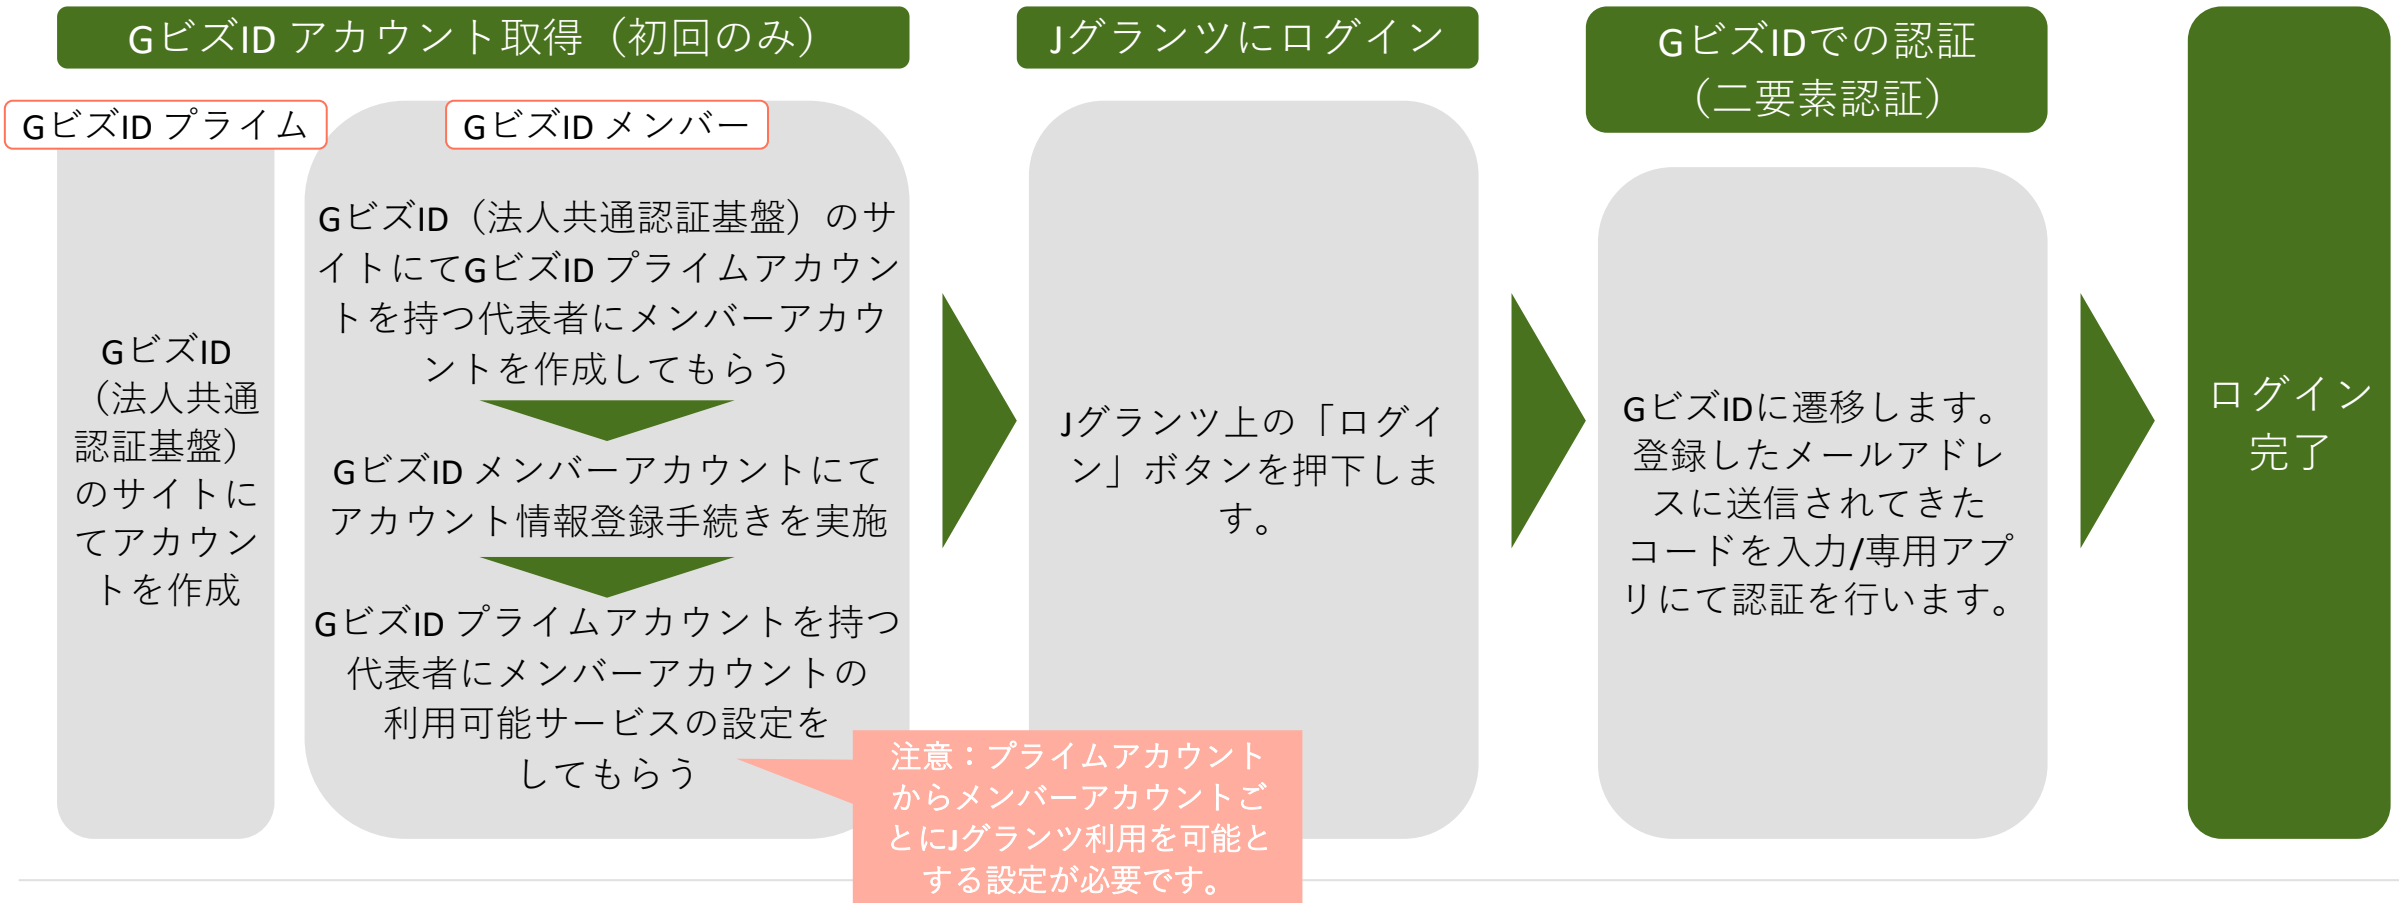 GビズID アカウント取得（初回のみ）
GビズID プライム
GビズID
（法人共通
認証基盤）
のサイトに
てアカウン
トを作成
GビズID メンバー
GビズID（法人共通認証基盤）のサ
イトにてGビズID プライムアカウン
トを持つ代表者にメンバーアカウ
ントを作成してもらう
GビズID メンバーアカウントにて
アカウント情報登録手続きを実施
GビズID プライムアカウントを持つ
代表者にメンバーアカウントの
利用可能サービスの設定を
してもらう
注意：プライムアカウント
からメンバーアカウントご
とにJグランツ利用を可能と
する設定が必要です。
Jグランツにログイン
Jグランツ上の「ログイ
ン」ボタンを押下しま
す。
GビズIDでの認証
（二要素認証）
GビズIDに遷移します。
登録したメールアドレ
スに送信されてきた
コードを入力/専用アプ
リにて認証を行います。
ログイン
完了